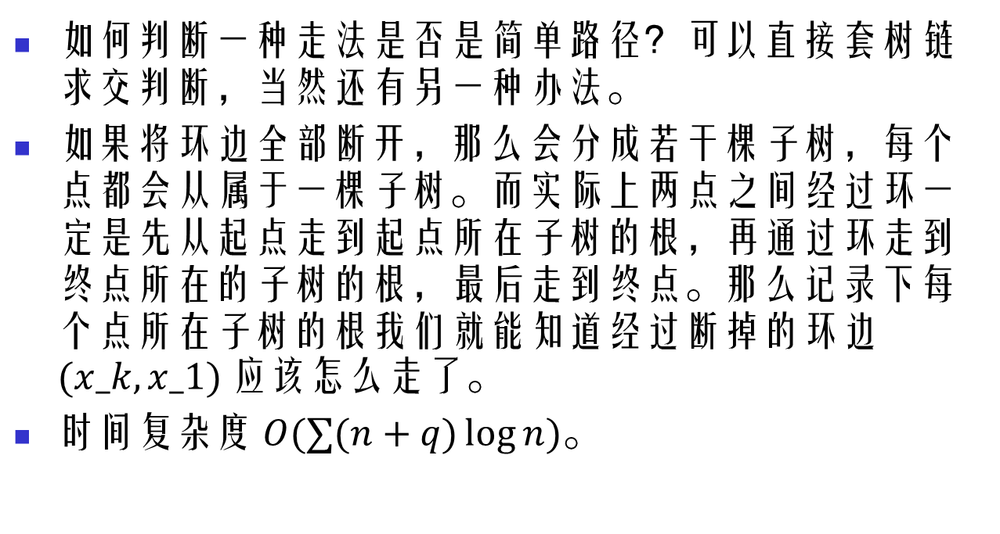 如何判断一种走法是否是简单路径？可以直接套树链
求交判断，当然还有另一种办法。
如果将环边全部断开，那么会分成若干棵子树，每个
点都会从属于一棵子树。而实际上两点之间经过环一
定是先从起点走到起点所在子树的根，再通过环走到
终点所在的子树的根，最后走到终点。那么记录下每
个点所在子树的根我们就能知道经过断掉的环边
(x_k, x_1) 应该怎么走了。
时间复杂度 O(∑(n + q) log n)。